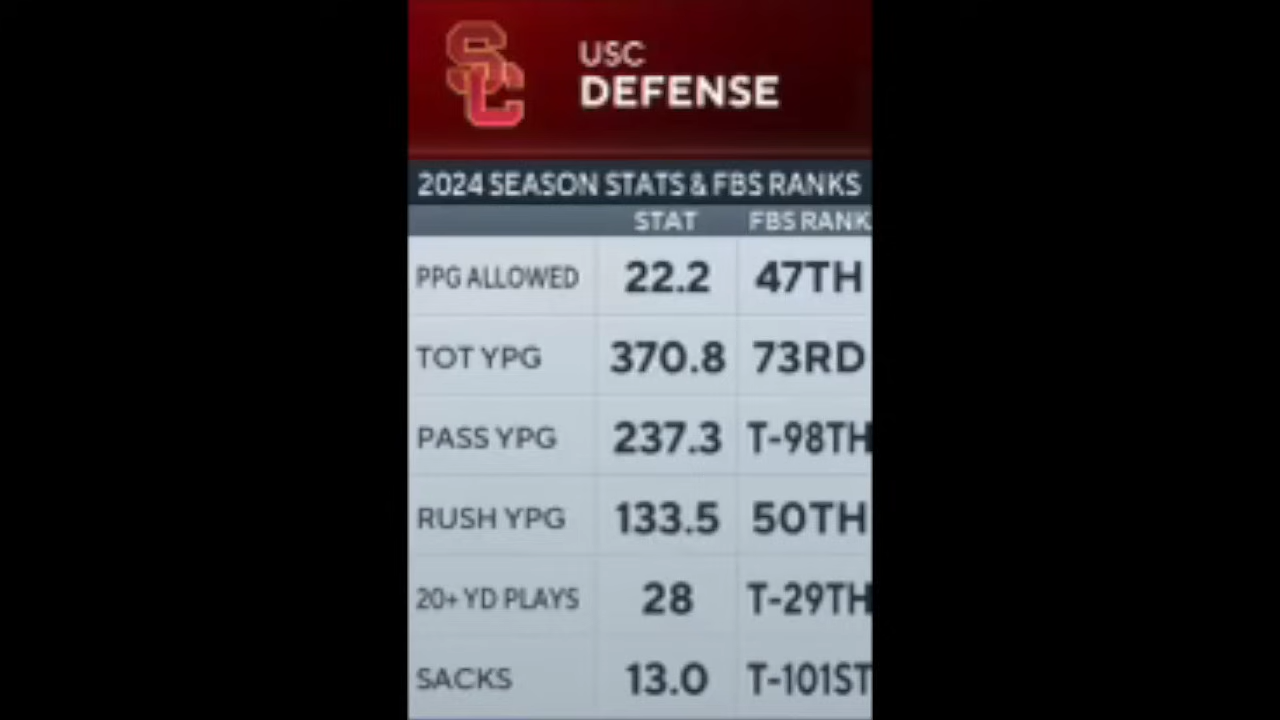 SC
USC
DEFENSE
2024 SEASON STATS & FBS RANKS
STAT FBS RANK
PPG ALLOWED 22.2 47TH
TOT YPG 370.8 73RD
PASS YPG 237.3 T-98TH
RUSH YPG 133.5 50TH
20+ YD PLAYS 28 T-29TH
SACKS 13.0 T-101ST